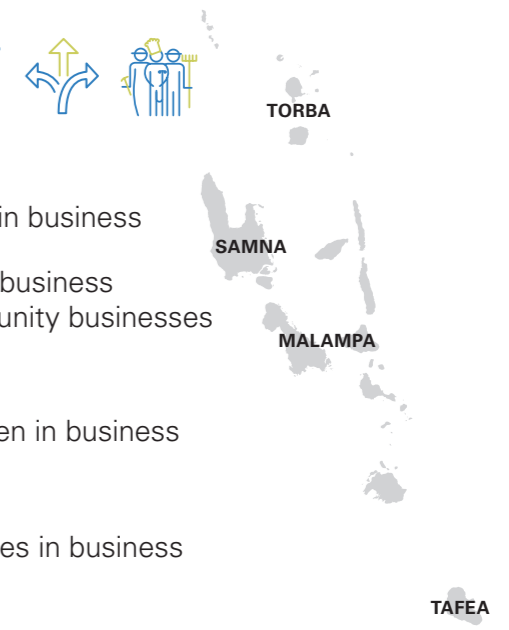 TORBA
in business
SAMNA
business
unity businesses
MALAMPA
en in business
es in business
TAFEA